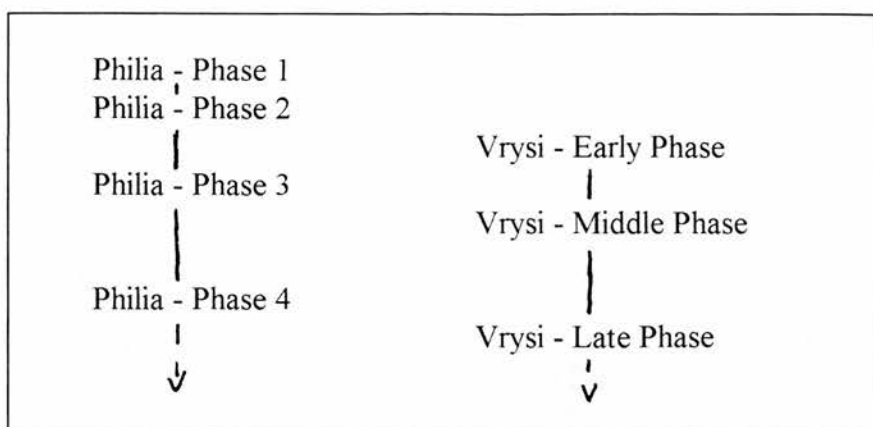 Philia - Phase 1
Philia - Phase 2
Vrysi - Early Phase
Philia - Phase 3
Vrysi - Middle Phase
Philia - Phase 4
Vrysi - Late Phase